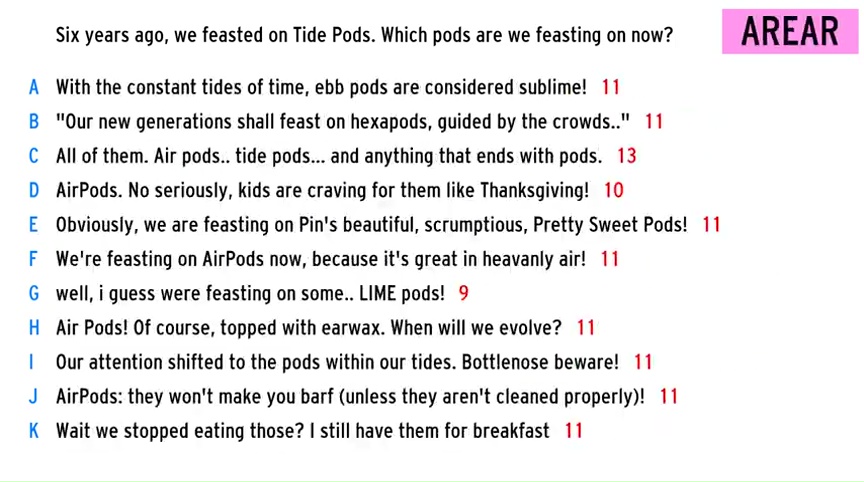 Six years ago, we feasted on Tide Pods. Which pods are we feasting on now?
AREAR
A With the constant tides of time, ebb pods are considered sublime! 11
B "Our new generations shall feast on hexapods, guided by the crowds.." 11
C All of them. Air pods.. tide pods... and anything that ends with pods. 13
D AirPods. No seriously, kids are craving for them like Thanksgiving! 10
E Obviously, we are feasting on Pin's beautiful, scrumptious, Pretty Sweet Pods! 11
F We're feasting on AirPods now, because it's great in heavanly air! 11
G well, i guess were feasting on some.. LIME pods! 9
H Air Pods! Of course, topped with earwax. When will we evolve? 11
I Our attention shifted to the pods within our tides. Bottlenose beware! 11
J AirPods: they won't make you barf (unless they aren't cleaned properly)! 11
K Wait we stopped eating those? I still have them for breakfast 11